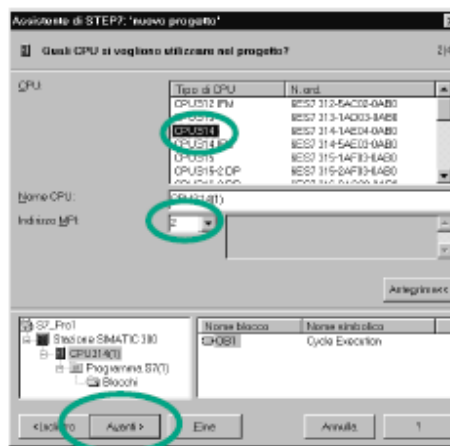 Assistente di STEP7: 'nuovo progetto'
Quali CPU si vogliono utilizzare nel progetto?
CPU:
Tipo di CPU N. ord.
CPU312 IFM 6ES7 312-5AC02-0AB0
CPU313 6ES7 313-1AD03-0AB0
CPU314 6ES7 314-1AE04-0AB0
CPU314 IFM 6ES7 314-5AE03-0AB0
CPU315 6ES7 315-1AF03-0AB0
CPU315-2 DP 6ES7 315-2AF03-0AB0
Nome CPU: CPU314(1)
Indirizzo MPI: 2
Anteprima<<
S7_Pro1
Stazione SIMATIC 300
CPU314(1)
Programma S7(1)
Blocchi
Nome blocco Nome simbolico
OB1 Cycle Execution
<Indietro Avanti > Fine Annulla ?